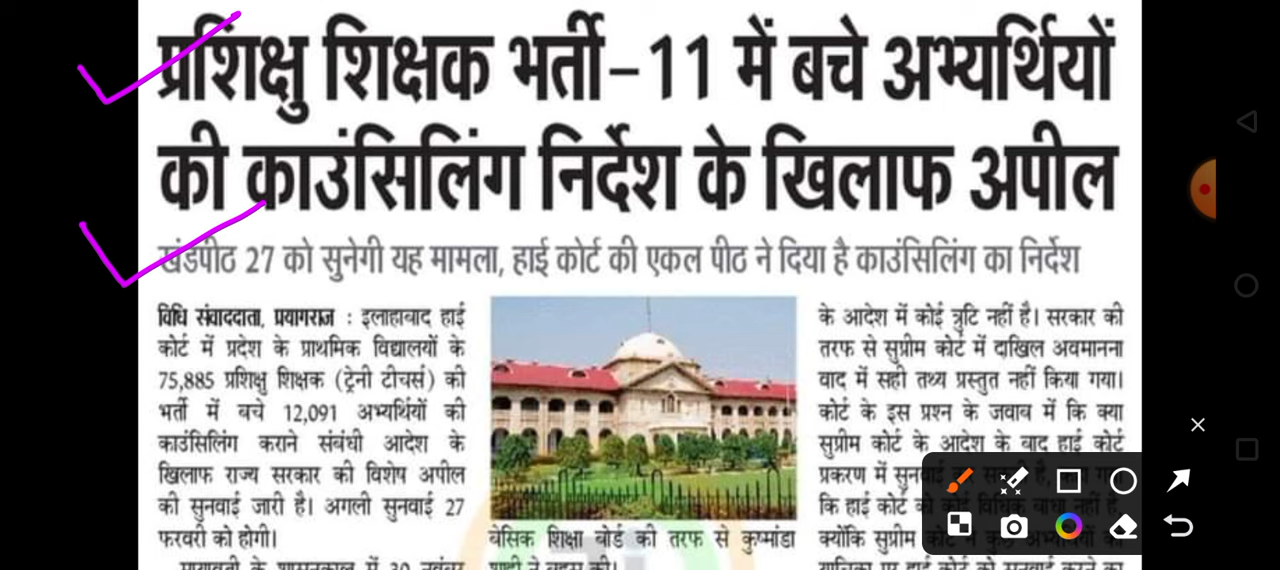 प्रशिंक्षु शिक्षक भर्ती-11 में बचे अभ्यर्थियों
की काउंसिलिंग निर्देश के खिलाफ अपील
खंडपीठ 27 को सुनेगी यह मामला, हाई कोर्ट की एकल पीठ ने दिया है काउंसिलिंग का निर्देश
विधि संवाददाता, प्रयागराज : इलाहाबाद हाई
कोर्ट में प्रदेश के प्राथमिक विद्यालयों के
75,885 प्रशिक्षु शिक्षक (ट्रेनी टीचर्स) की
भर्ती में बचे 12,091 अभ्यर्थियों की
काउंसिलिंग कराने संबंधी आदेश के
खिलाफ राज्य सरकार की विशेष अपील
की सुनवाई जारी है। अगली सुनवाई 27
फरवरी को होगी।
बेसिक शिक्षा बोर्ड की तरफ से कुष्मांडा
के आदेश में कोई त्रुटि नहीं है। सरकार की
तरफ से सुप्रीम कोर्ट में दाखिल अवमानना
वाद में सही तथ्य प्रस्तुत नहीं किया गया।
कोर्ट के इस प्रश्न के जवाब में कि क्या
सुप्रीम कोर्ट के आदेश के बाद हाई कोर्ट
प्रकरण में
कि हाई कोर्ट
क्योंकि सुप्रीम